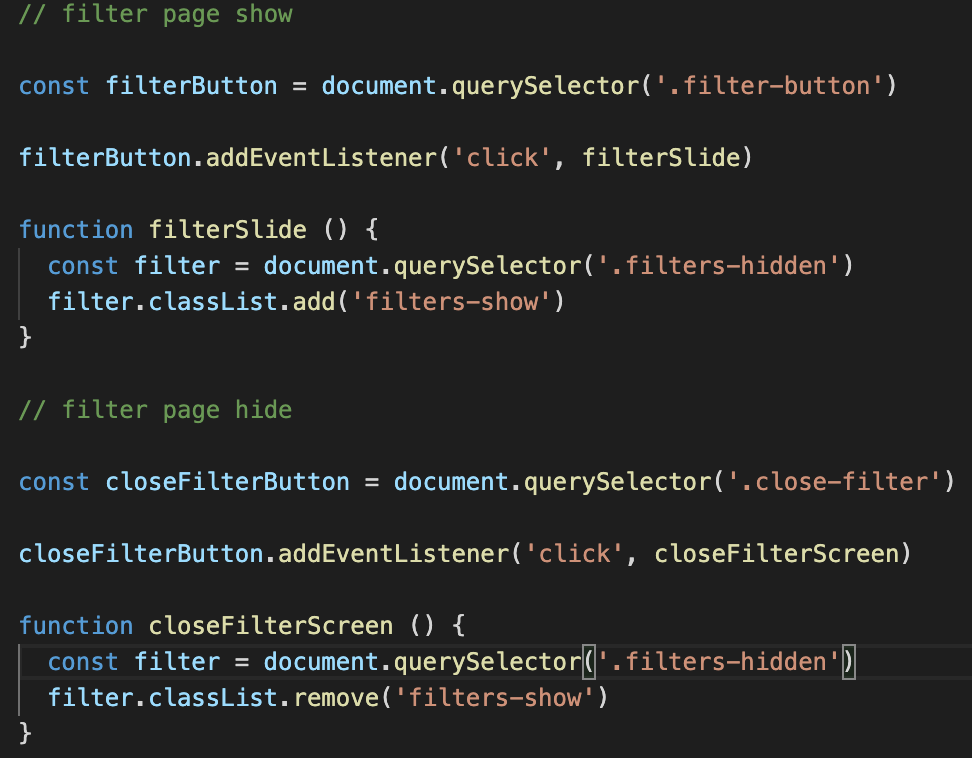 // filter page show
const filterButton = document.querySelector('.filter-button')
filterButton.addEventListener('click', filterSlide)
function filterSlide () {
  const filter = document.querySelector('.filters-hidden')
  filter.classList.add('filters-show')
}
// filter page hide
const closeFilterButton = document.querySelector('.close-filter')
closeFilterButton.addEventListener('click', closeFilterScreen)
function closeFilterScreen () {
  const filter = document.querySelector('.filters-hidden')
  filter.classList.remove('filters-show')
}